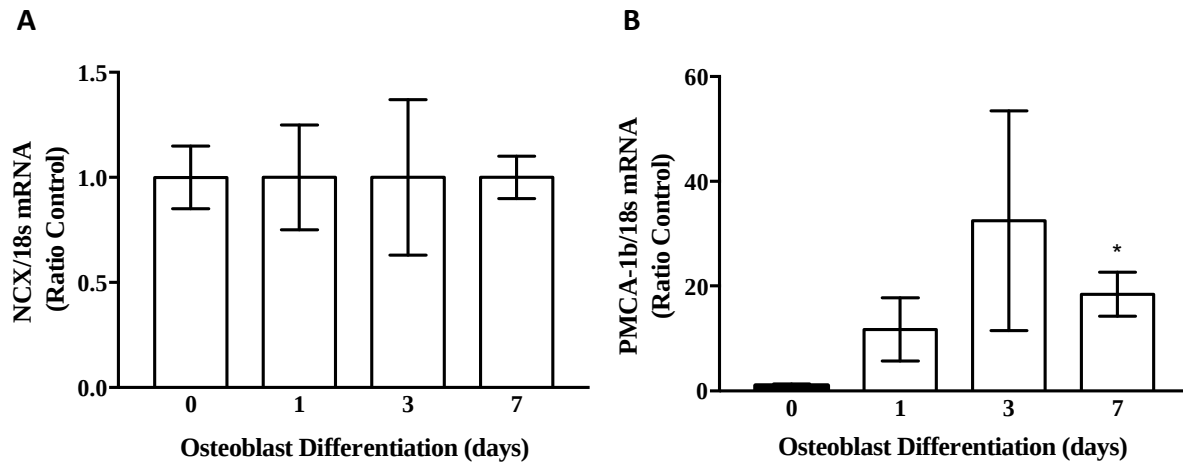 A
NCX/18s mRNA
(Ratio Control)
1.5
1.0
0.5
0.0
0 1 3 7
Osteoblast Differentiation (days)
B
PMCA-1b/18s mRNA
(Ratio Control)
60
40
20
0
*
0 1 3 7
Osteoblast Differentiation (days)